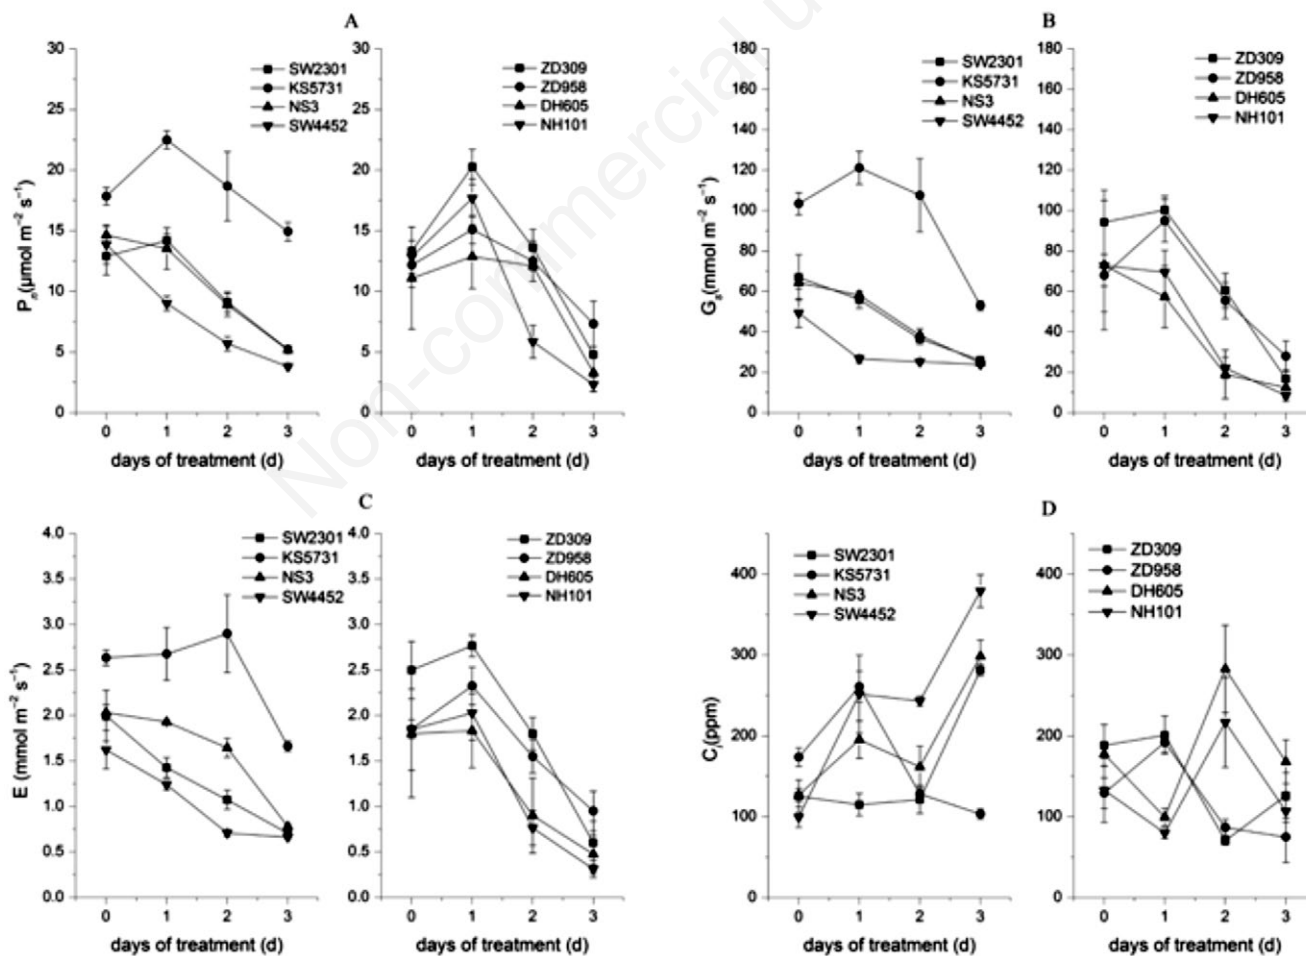 A
30
25
20
15
10
5
0
Pn(μmol m−2 s−1)
SW2301
KS5731
NS3
SW4452
0 1 2 3
days of treatment (d)
30
25
20
15
10
5
0
ZD309
ZD958
DH605
NH101
0 1 2 3
days of treatment (d)
B
180
160
140
120
100
80
60
40
20
0
Gs(mmol m−2 s−1)
SW2301
KS5731
NS3
SW4452
0 1 2 3
days of treatment (d)
180
160
140
120
100
80
60
40
20
0
ZD309
ZD958
DH605
NH101
0 1 2 3
days of treatment (d)
C
4.0
3.5
3.0
2.5
2.0
1.5
1.0
0.5
0.0
E (mmol m−2 s−1)
SW2301
KS5731
NS3
SW4452
0 1 2 3
days of treatment (d)
4.0
3.5
3.0
2.5
2.0
1.5
1.0
0.5
0.0
ZD309
ZD958
DH605
NH101
0 1 2 3
days of treatment (d)
D
400
300
200
100
0
Ci(ppm)
SW2301
KS5731
NS3
SW4452
0 1 2 3
days of treatment (d)
400
300
200
100
0
ZD309
ZD958
DH605
NH101
0 1 2 3
days of treatment (d)
Non-commercial